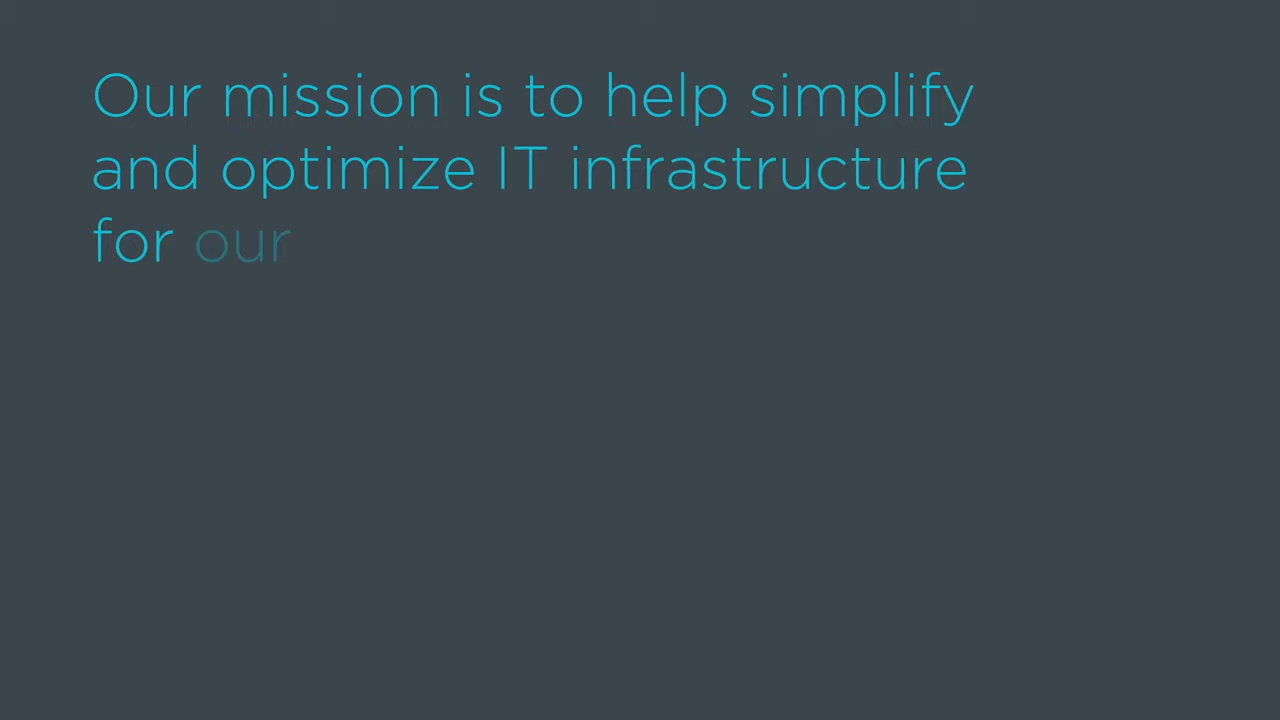 Our mission is to help simplify
and optimize IT infrastructure
for our